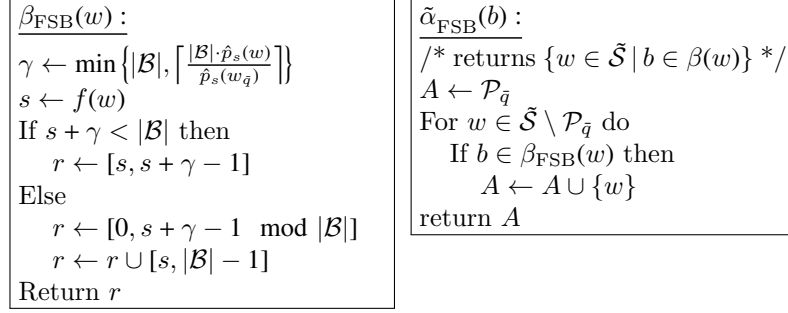 β_FSB(w) :
γ ← min{|ℬ|, ⌈ |ℬ|·p̂_s(w) / p̂_s(w_q̄) ⌉}
s ← f(w)
If s + γ < |ℬ| then
r ← [s, s + γ − 1]
Else
r ← [0, s + γ − 1 mod |ℬ|]
r ← r ∪ [s, |ℬ| − 1]
Return r
α̃_FSB(b) :
/* returns {w ∈ 𝒮̃ | b ∈ β(w)} */
A ← 𝒫_q̄
For w ∈ 𝒮̃ \ 𝒫_q̄ do
If b ∈ β_FSB(w) then
A ← A ∪ {w}
return A